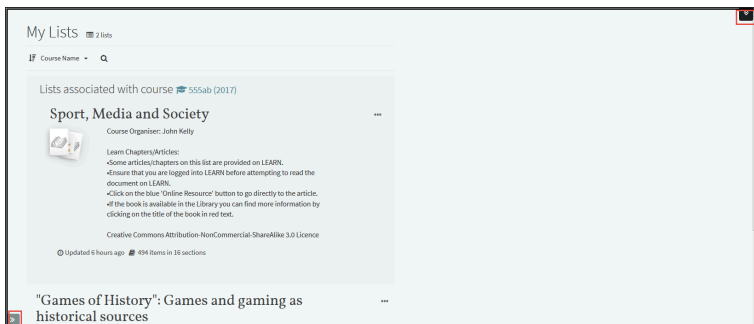 My Lists 2 lists
Course Name
Lists associated with course 555ab (2017)
Sport, Media and Society
Course Organiser: John Kelly
Learn Chapters/Articles:
•Some articles/chapters on this list are provided on LEARN.
•Ensure that you are logged into LEARN before attempting to read the
document on LEARN.
•Click on the blue 'Online Resource' button to go directly to the article.
•If the book is available in the Library you can find more information by
clicking on the title of the book in red text.
Creative Commons Attribution-NonCommercial-ShareAlike 3.0 Licence
Updated 6 hours ago 494 items in 16 sections
"Games of History": Games and gaming as
historical sources